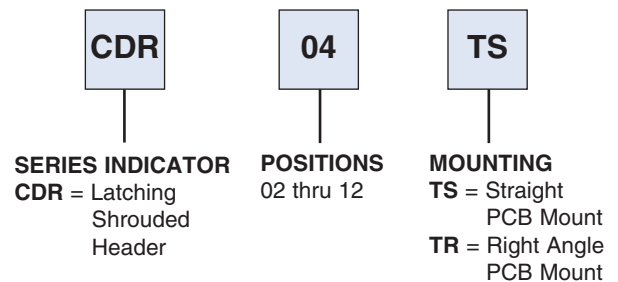 CDR 04 TS
SERIES INDICATOR
CDR = Latching
Shrouded
Header
POSITIONS
02 thru 12
MOUNTING
TS = Straight
PCB Mount
TR = Right Angle
PCB Mount